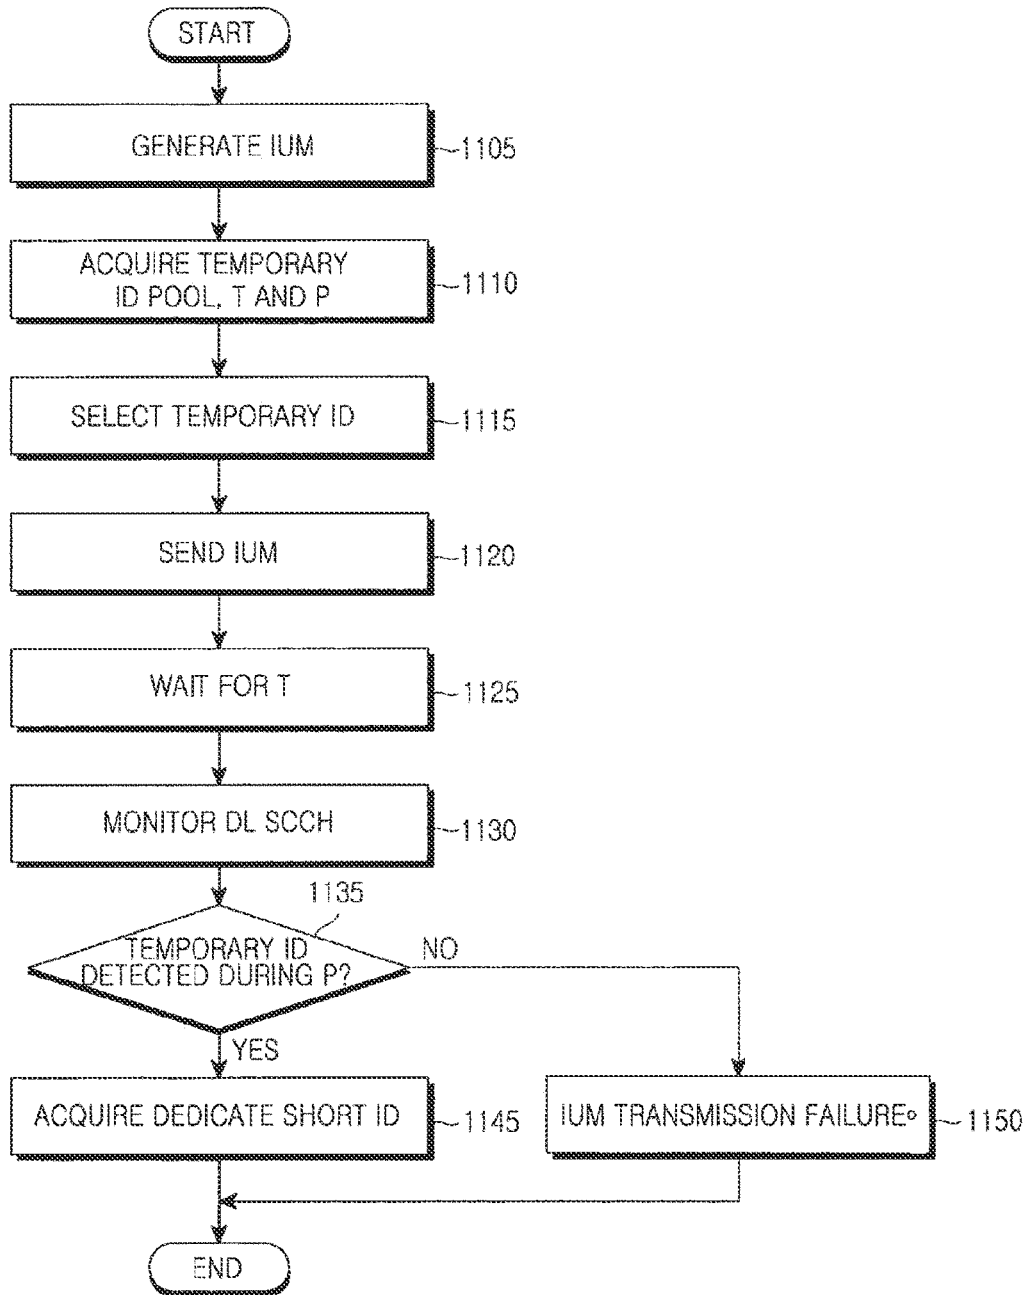 START
GENERATE IUM
1105
ACQUIRE TEMPORARY
ID POOL, T AND P
1110
SELECT TEMPORARY ID
1115
SEND IUM
1120
WAIT FOR T
1125
MONITOR DL SCCH
1130
1135
TEMPORARY ID
DETECTED DURING P?
NO
YES
ACQUIRE DEDICATE SHORT ID
1145
IUM TRANSMISSION FAILURE
1150
END